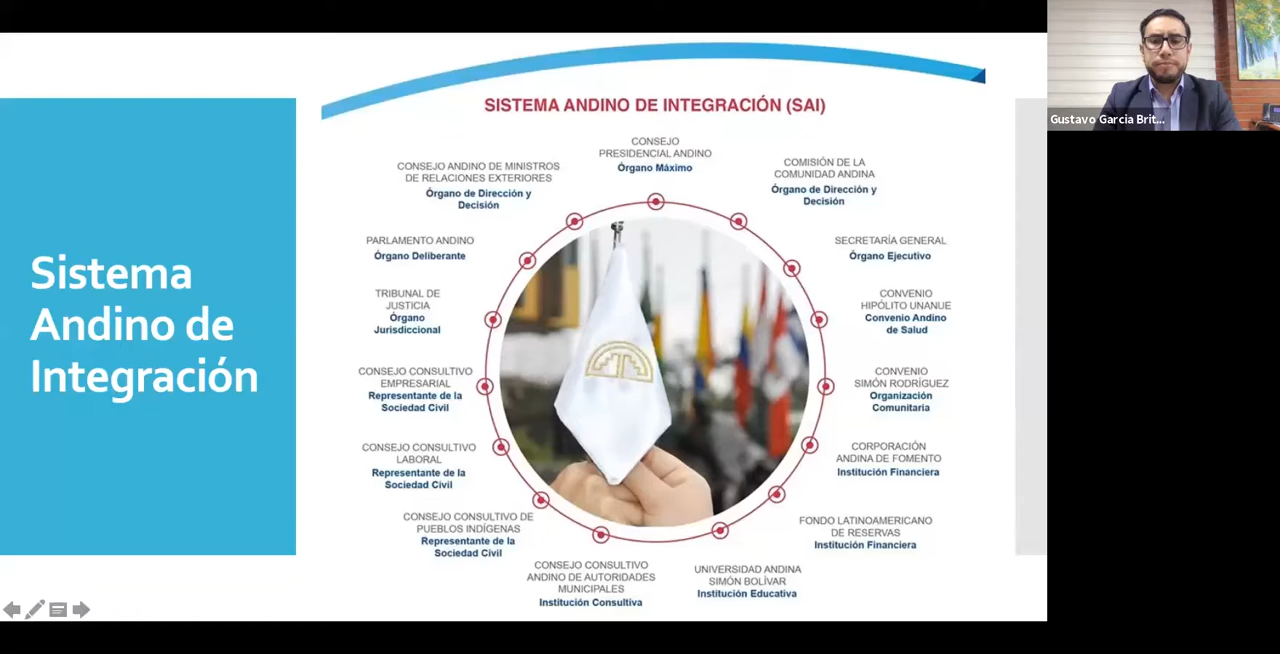 Sistema
Andino de
Integración
SISTEMA ANDINO DE INTEGRACIÓN (SAI)
CONSEJO
PRESIDENCIAL ANDINO
Órgano Máximo
COMISIÓN DE LA
COMUNIDAD ANDINA
Órgano de Dirección y
Decisión
SECRETARÍA GENERAL
Órgano Ejecutivo
CONVENIO
HIPÓLITO UNANUE
Convenio Andino
de Salud
CONVENIO
SIMÓN RODRÍGUEZ
Organización
Comunitaria
CORPORACIÓN
ANDINA DE FOMENTO
Institución Financiera
FONDO LATINOAMERICANO
DE RESERVAS
Institución Financiera
UNIVERSIDAD ANDINA
SIMÓN BOLÍVAR
Institución Educativa
CONSEJO CONSULTIVO
ANDINO DE AUTORIDADES
MUNICIPALES
Institución Consultiva
CONSEJO CONSULTIVO DE
PUEBLOS INDÍGENAS
Representante de la
Sociedad Civil
CONSEJO CONSULTIVO
LABORAL
Representante de la
Sociedad Civil
CONSEJO CONSULTIVO
EMPRESARIAL
Representante de la
Sociedad Civil
TRIBUNAL DE
JUSTICIA
Órgano
Jurisdiccional
PARLAMENTO ANDINO
Órgano Deliberante
CONSEJO ANDINO DE MINISTROS
DE RELACIONES EXTERIORES
Órgano de Dirección y
Decisión
Gustavo Garcia Brit...